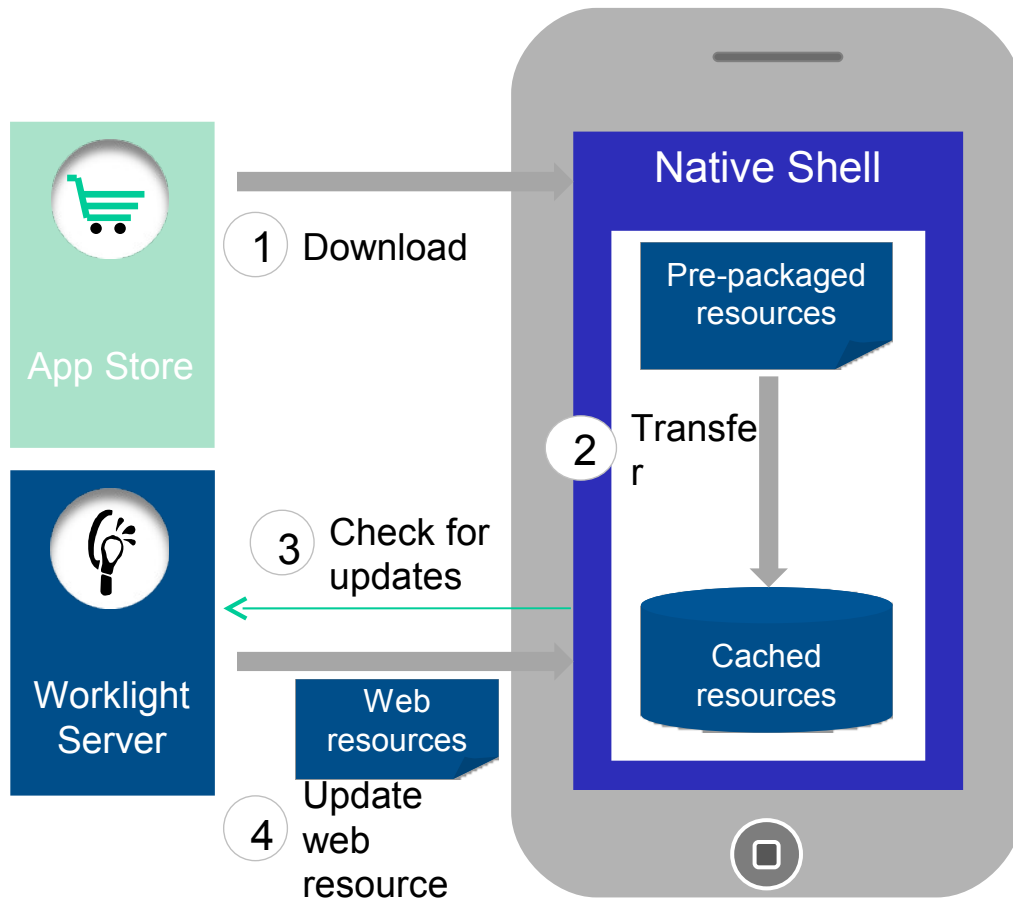 Native Shell
App Store
1
Download
Pre-packaged
resources
2
Transfe
r
3
Check for
updates
Worklight
Server
Cached
resources
Web
resources
4
Update
web
resource